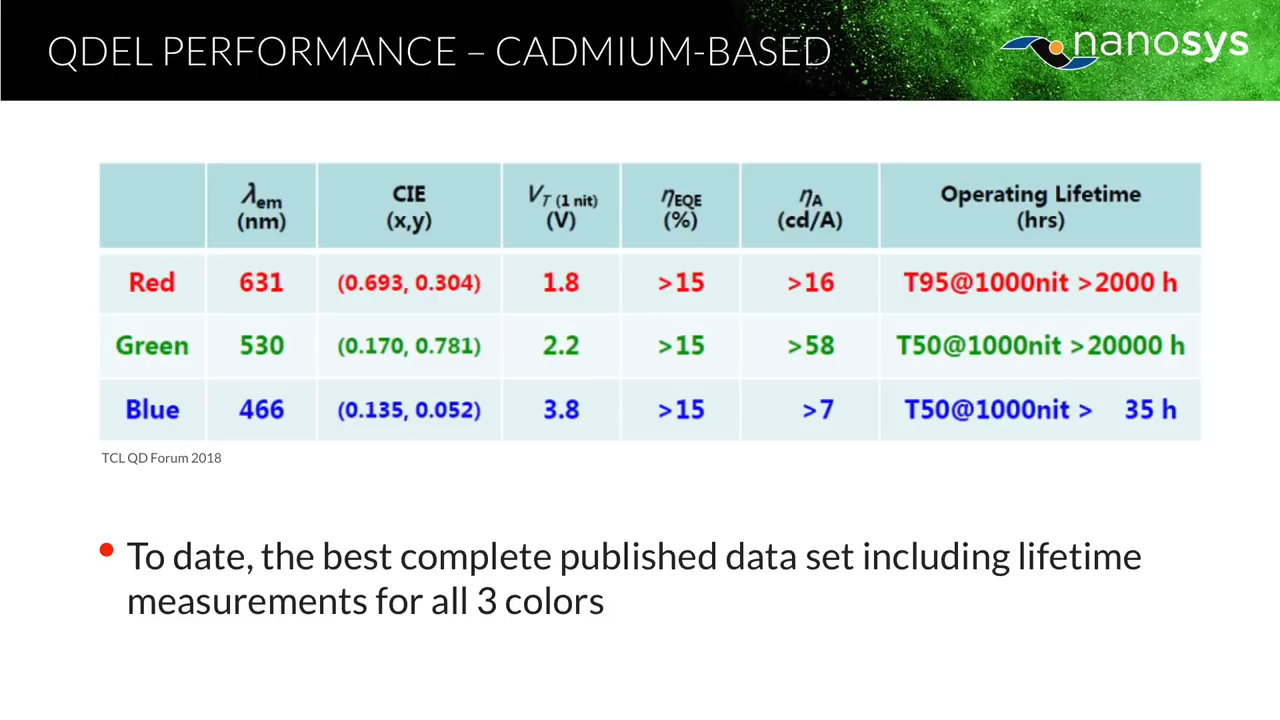 QDEL PERFORMANCE – CADMIUM-BASED
nanosys
λem (nm) CIE (x,y) VT (1 nit) (V) ηEQE (%) ηA (cd/A) Operating Lifetime (hrs)
Red 631 (0.693, 0.304) 1.8 >15 >16 T95@1000nit >2000 h
Green 530 (0.170, 0.781) 2.2 >15 >58 T50@1000nit >20000 h
Blue 466 (0.135, 0.052) 3.8 >15 >7 T50@1000nit > 35 h
TCL QD Forum 2018
• To date, the best complete published data set including lifetime
measurements for all 3 colors